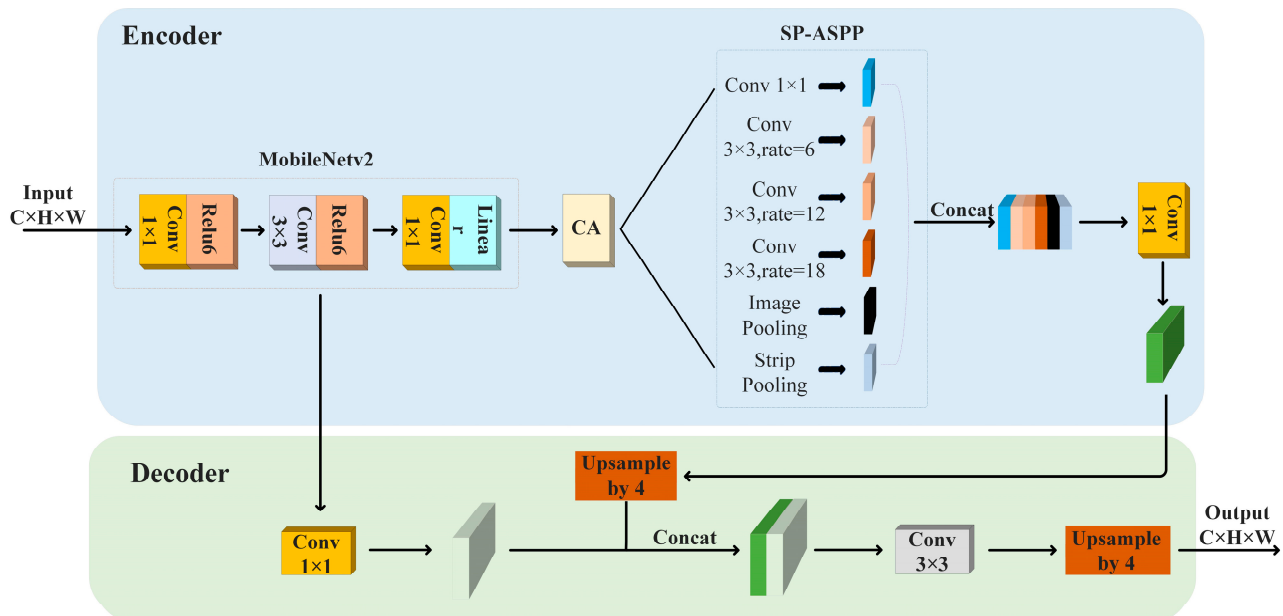 Encoder
SP-ASPP
Conv 1×1
Conv
3×3,ratc=6
Conv
3×3,rate=12
Conv
3×3,rate=18
Image
Pooling
Strip
Pooling
MobileNetv2
Input
C×H×W
Conv
1×1
Relu6
Conv
3×3
Relu6
Conv
1×1
Linea
r
CA
Concat
Conv
1×1
Decoder
Upsample
by 4
Conv
1×1
Concat
Conv
3×3
Upsample
by 4
Output
C×H×W